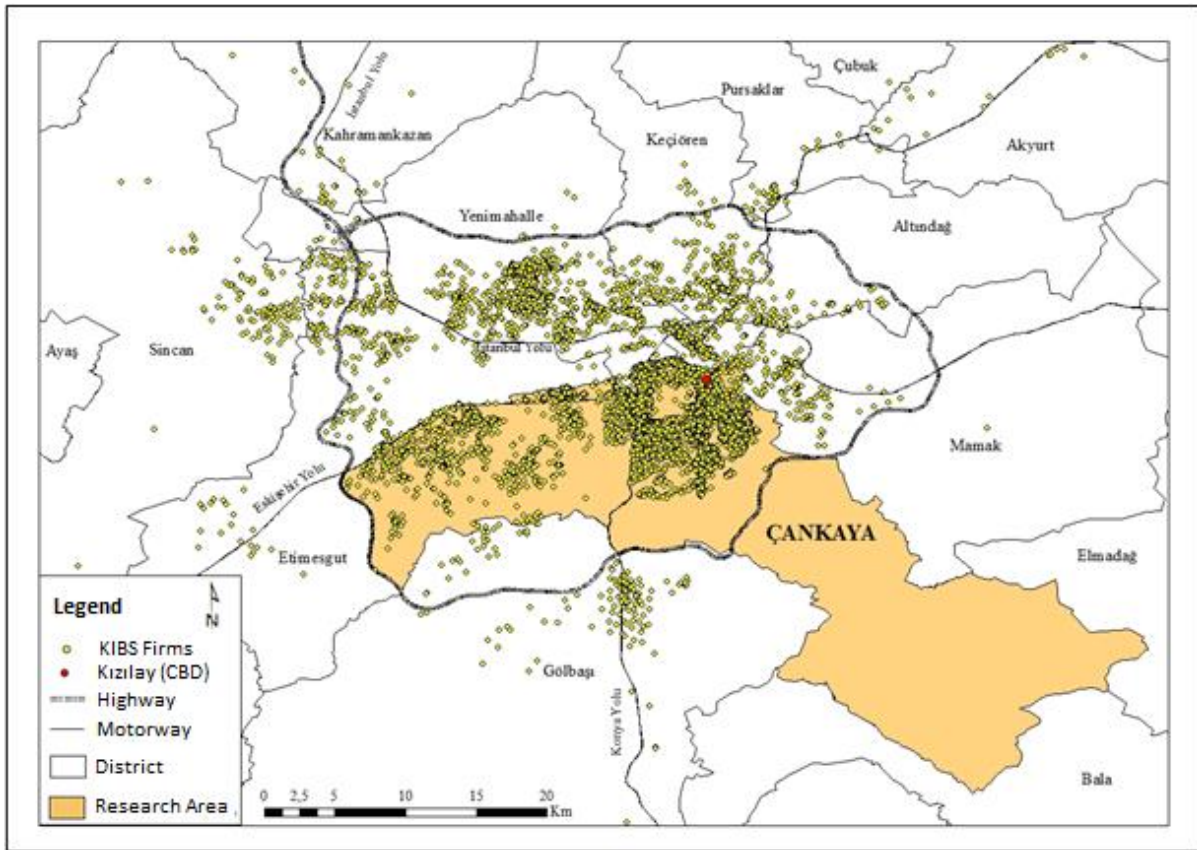 Çubuk
Pursaklar
İstanbul Yolu
Kahramankazan
Keçiören
Akyurt
Yenimahalle
Altındağ
Ayaş
Sincan
İstanbul Yolu
Mamak
Eskişehir Yolu
ÇANKAYA
Etimesgut
Elmadağ
Legend
N
KIBS Firms
Kızılay (CBD)
Highway
Motorway
District
Research Area
Gölbaşı
Konya Yolu
Bala
0 2,5 5 10 15 20
Km